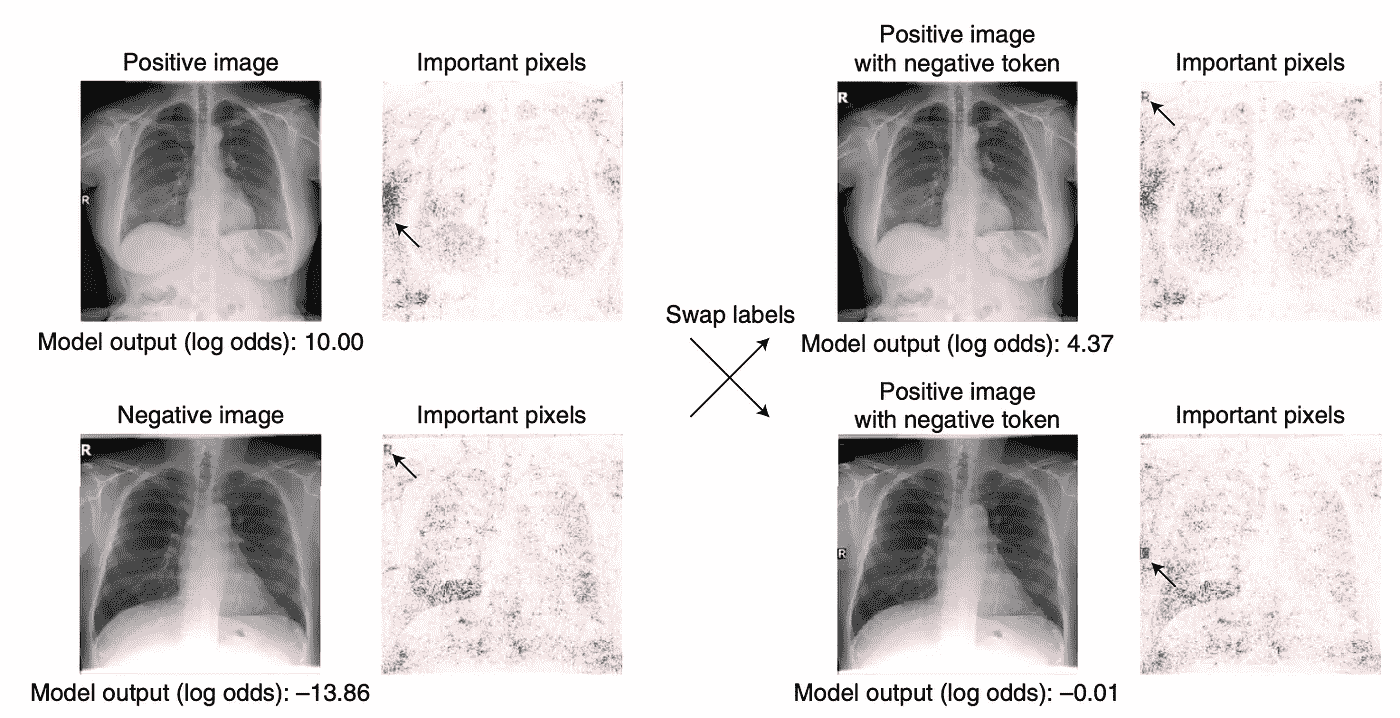 Positive image
Important pixels
Positive image
with negative token
Important pixels
R
R
R
Model output (log odds): 10.00
Swap labels
Model output (log odds): 4.37
Negative image
Important pixels
Positive image
with negative token
Important pixels
R
R
R
R
Model output (log odds): –13.86
Model output (log odds): –0.01